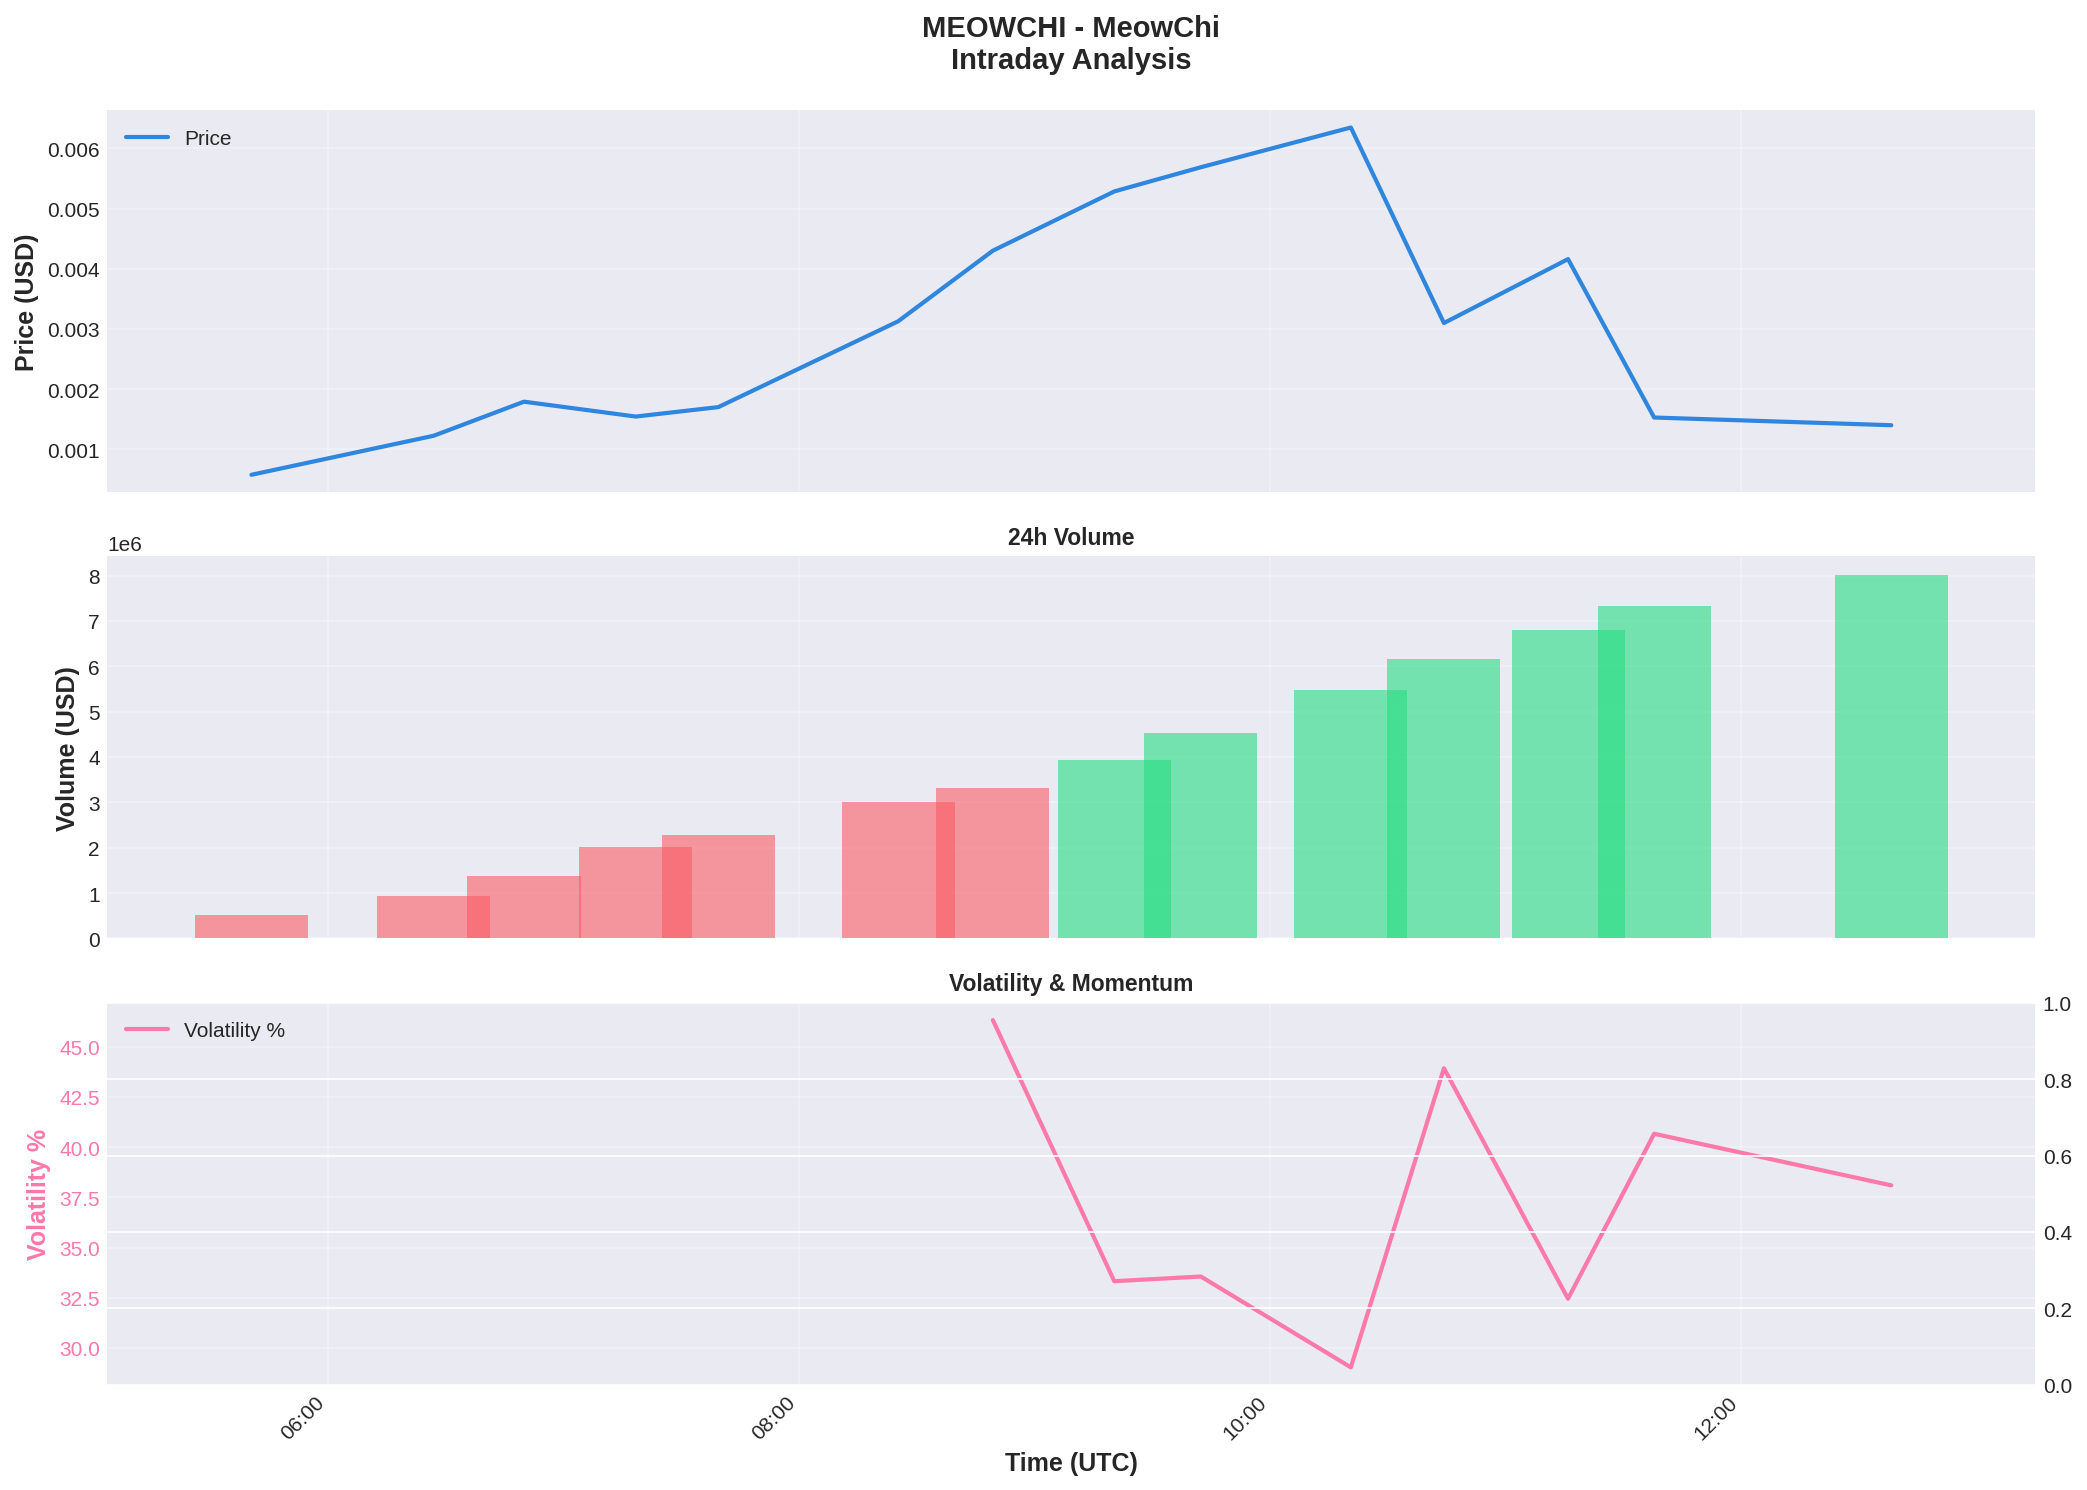 MEOWCHI - MeowChi
Intraday Analysis
Price
0.006
0.005
0.004
0.003
0.002
0.001
Price (USD)
24h Volume
1e6
8
7
6
5
4
3
2
1
0
Volume (USD)
Volatility & Momentum
Volatility %
45.0
42.5
40.0
37.5
35.0
32.5
30.0
Volatility %
1.0
0.8
0.6
0.4
0.2
0.0
06:00
08:00
10:00
12:00
Time (UTC)